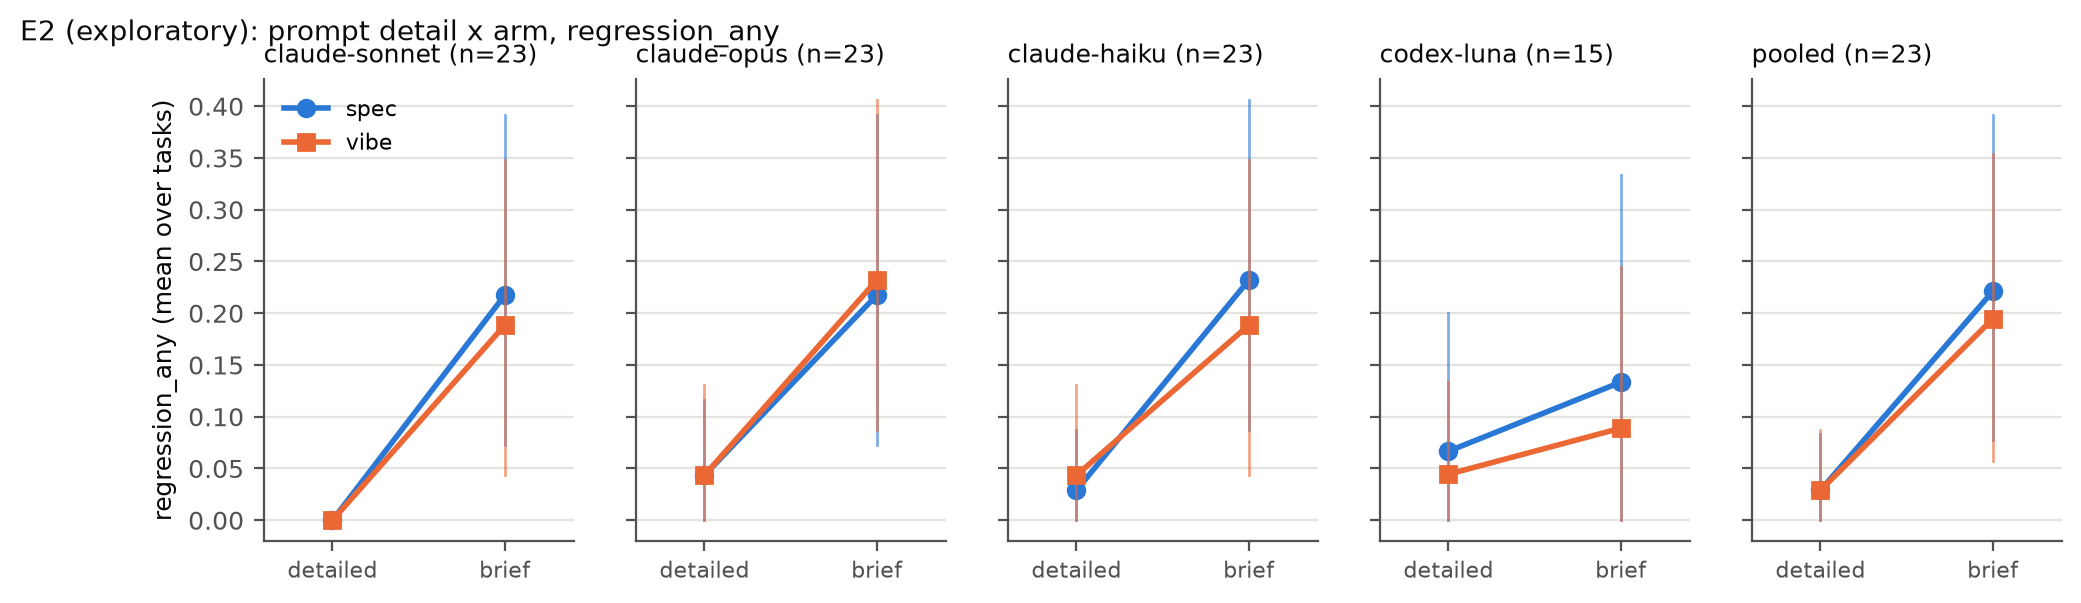 E2 (exploratory): prompt detail x arm, regression_any
claude-sonnet (n=23)
claude-opus (n=23)
claude-haiku (n=23)
codex-luna (n=15)
pooled (n=23)
regression_any (mean over tasks)
0.40
0.35
0.30
0.25
0.20
0.15
0.10
0.05
0.00
spec
vibe
detailed brief
detailed brief
detailed brief
detailed brief
detailed brief